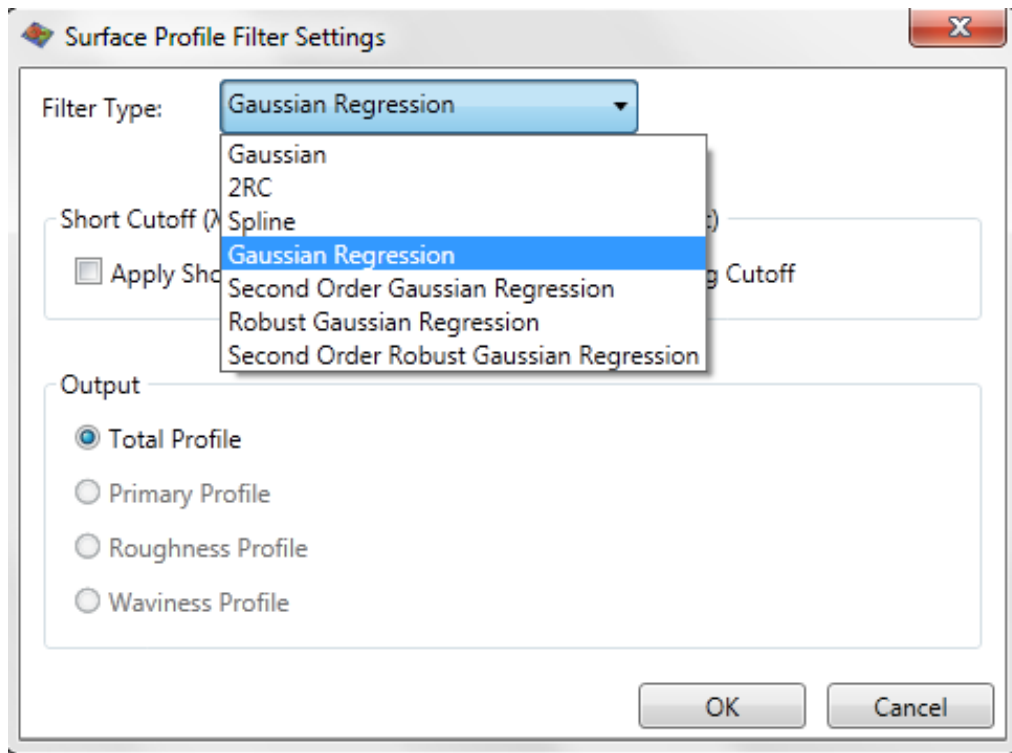 Surface Profile Filter Settings
Filter Type: Gaussian Regression
Gaussian
2RC
Short Cutoff (λ Spline :)
Gaussian Regression
Apply Sho g Cutoff
Second Order Gaussian Regression
Robust Gaussian Regression
Second Order Robust Gaussian Regression
Output
Total Profile
Primary Profile
Roughness Profile
Waviness Profile
OK Cancel